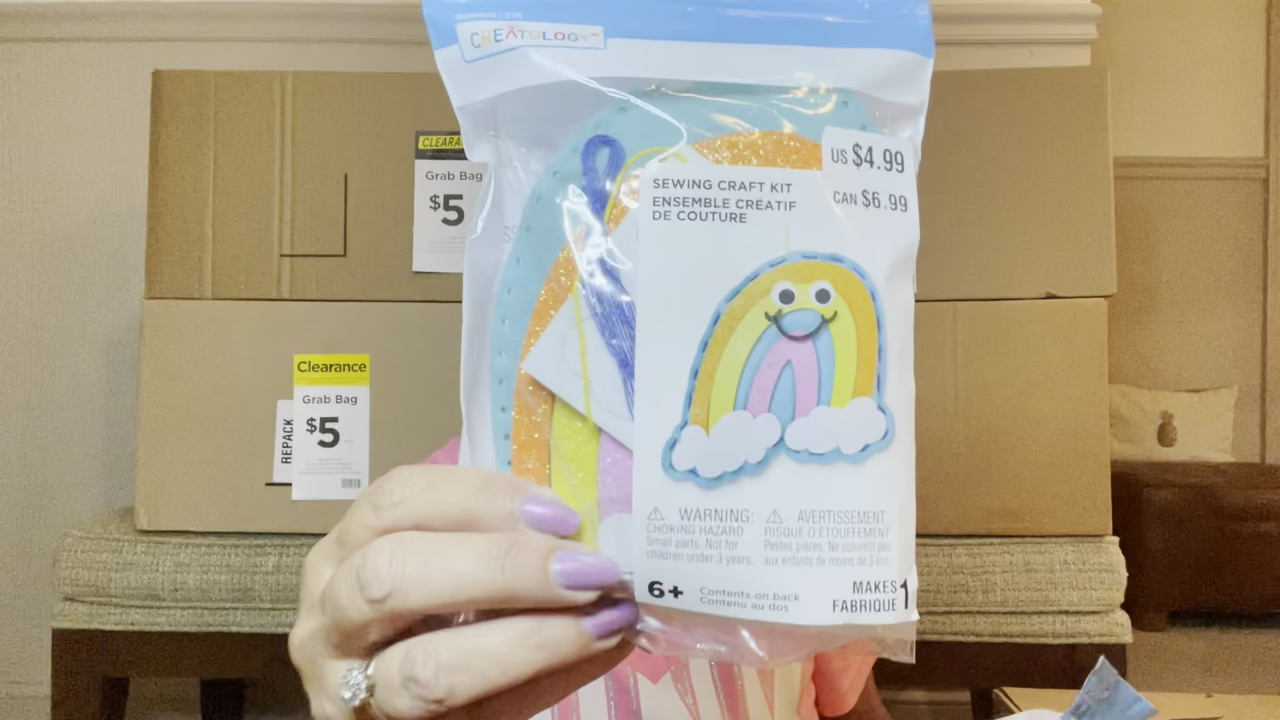 CREATOLOGY™
US $4.99
CAN $6.99
SEWING CRAFT KIT
ENSEMBLE CRÉATIF
DE COUTURE
WARNING:
CHOKING HAZARD
Small parts. Not for
children under 3 years.
AVERTISSEMENT
RISQUE D'ÉTOUFFEMENT
Petites pièces. Ne convient pas
aux enfants de moins de 3 ans.
6+
Contents on back
Contenu au dos
MAKES
FABRIQUE 1
CLEARA
Grab Bag
$5
Clearance
Grab Bag
$5
REPACK